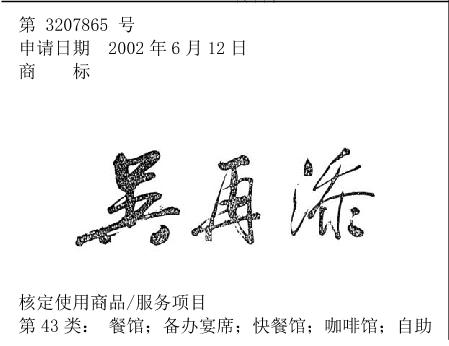 第 3207865 号
申请日期 2002 年 6 月 12 日
商 标
吴再添
核定使用商品/服务项目
第 43 类： 餐馆；备办宴席；快餐馆；咖啡馆；自助